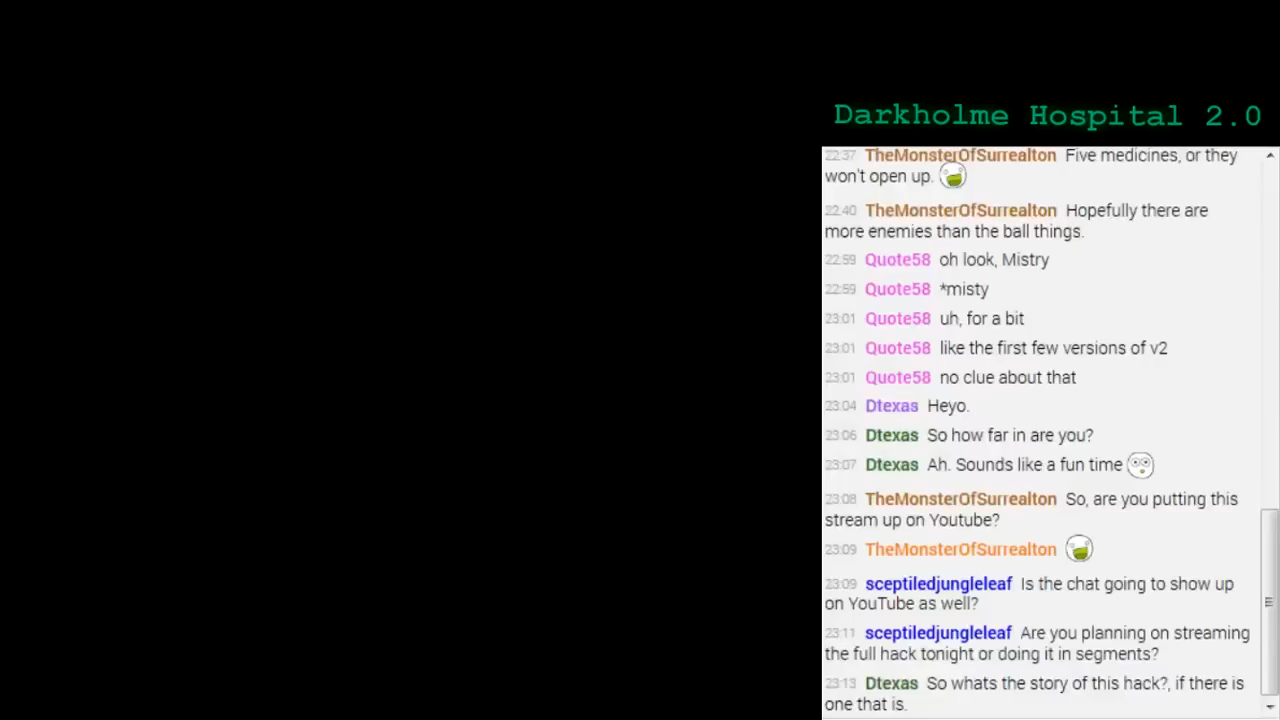 Darkholme Hospital 2.0
22:37 TheMonsterOfSurrealton Five medicines, or they
won't open up.
22:40 TheMonsterOfSurrealton Hopefully there are
more enemies than the ball things.
22:59 Quote58 oh look, Mistry
22:59 Quote58 *misty
23:01 Quote58 uh, for a bit
23:01 Quote58 like the first few versions of v2
23:01 Quote58 no clue about that
23:04 Dtexas Heyo.
23:06 Dtexas So how far in are you?
23:07 Dtexas Ah. Sounds like a fun time
23:08 TheMonsterOfSurrealton So, are you putting this
stream up on Youtube?
23:09 TheMonsterOfSurrealton
23:09 sceptiledjungleleaf Is the chat going to show up
on YouTube as well?
23:11 sceptiledjungleleaf Are you planning on streaming
the full hack tonight or doing it in segments?
23:13 Dtexas So whats the story of this hack?, if there is
one that is.